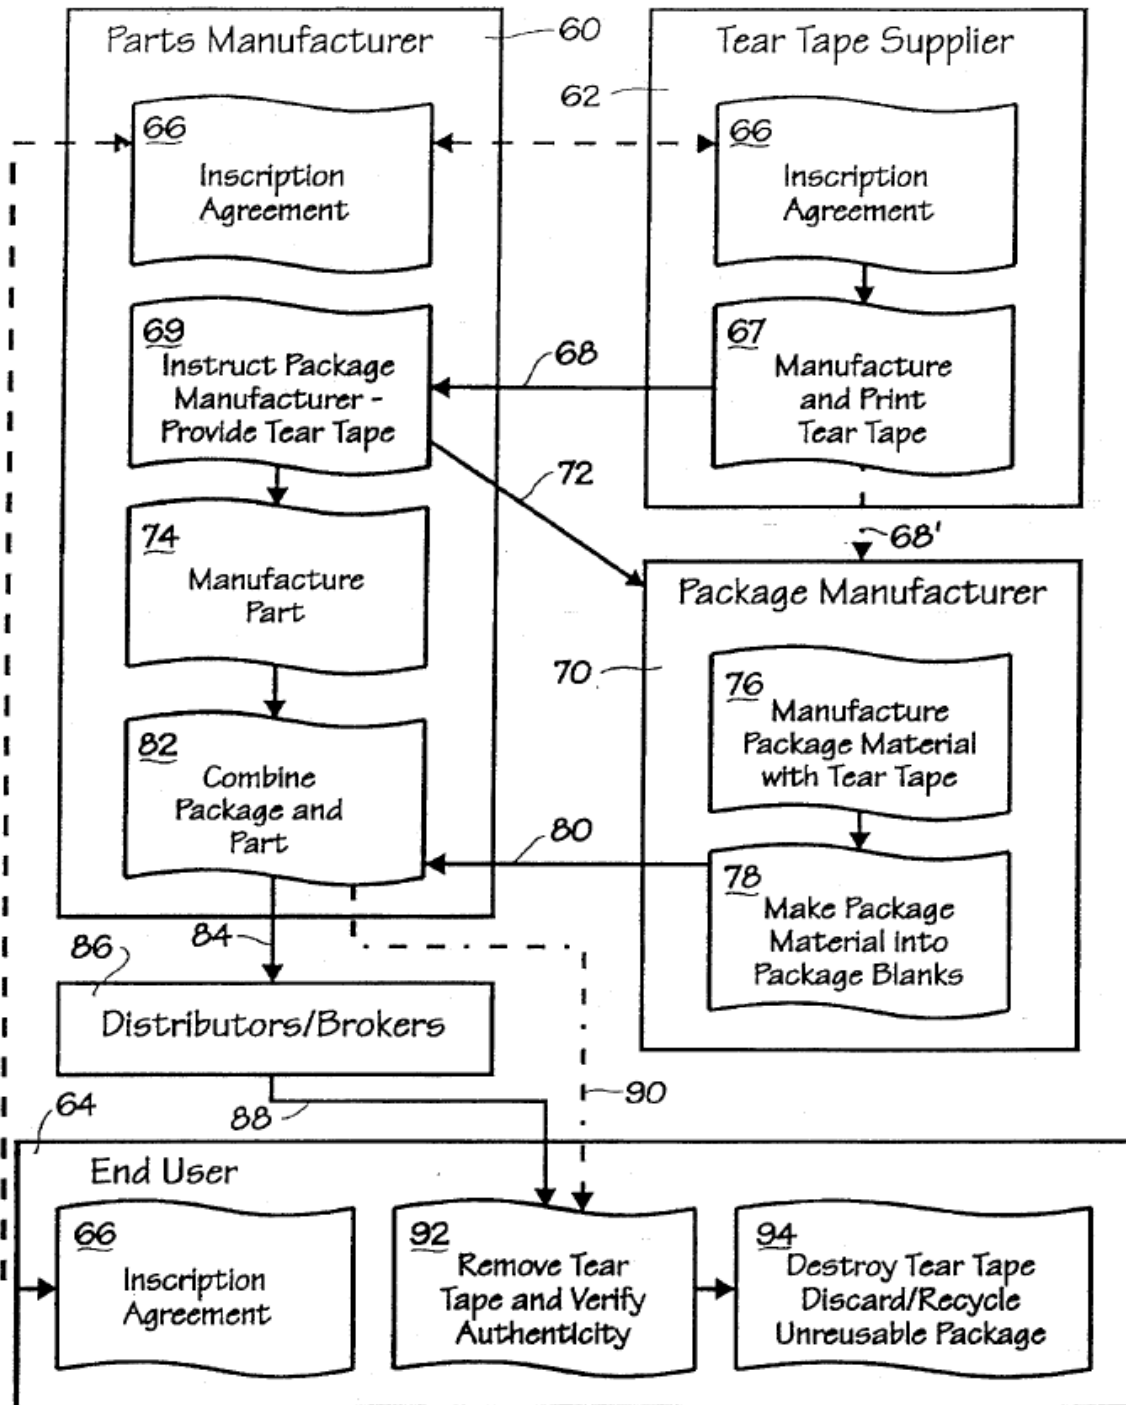 Parts Manufacturer
60
Tear Tape Supplier
62
66
Inscription
Agreement
66
Inscription
Agreement
69
Instruct Package
Manufacturer -
Provide Tear Tape
68
67
Manufacture
and Print
Tear Tape
72
68'
74
Manufacture
Part
Package Manufacturer
70
76
Manufacture
Package Material
with Tear Tape
82
Combine
Package and
Part
80
78
Make Package
Material into
Package Blanks
84
86
Distributors/Brokers
90
88
64
End User
66
Inscription
Agreement
92
Remove Tear
Tape and Verify
Authenticity
94
Destroy Tear Tape
Discard/Recycle
Unreusable Package